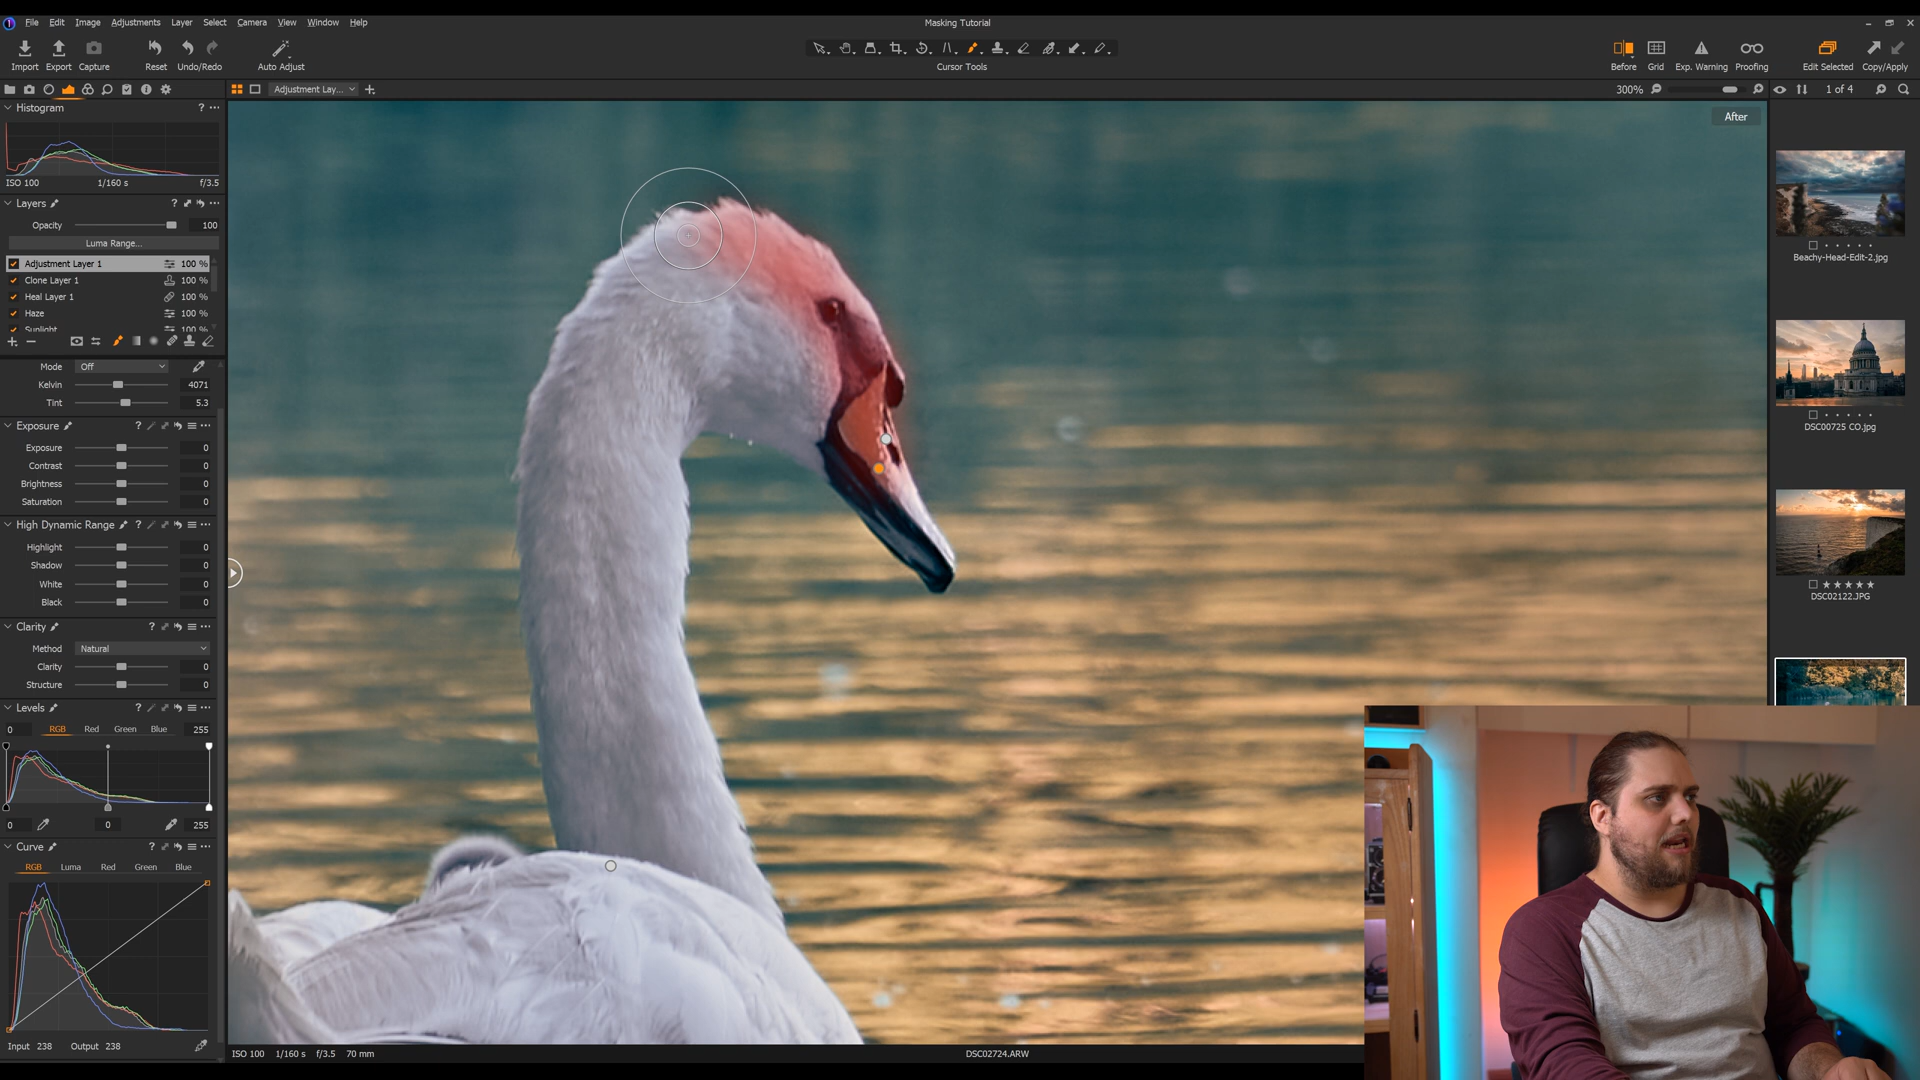 File Edit Image Adjustments Layer Select Camera View Window Help
Masking Tutorial
Import Export Capture Reset Undo/Redo Auto Adjust
Cursor Tools
Before Grid Exp. Warning Proofing Edit Selected Copy/Apply
Adjustment Lay...
300%
1 of 4
After
Histogram ?
ISO 100 1/160 s f/3.5
Layers ?
Opacity 100
Luma Range...
Adjustment Layer 1 100 %
Clone Layer 1 100 %
Heal Layer 1 100 %
Haze 100 %
Sunlight 100 %
Mode Off
Kelvin 4071
Tint 5.3
Exposure ?
Exposure 0
Contrast 0
Brightness 0
Saturation 0
High Dynamic Range ?
Highlight 0
Shadow 0
White 0
Black 0
Clarity ?
Method Natural
Clarity 0
Structure 0
Levels ?
0 RGB Red Green Blue 255
0 0 255
Curve ?
RGB Luma Red Green Blue
Input 238 Output 238
ISO 100 1/160 s f/3.5 70 mm
DSC02724.ARW
Beachy-Head-Edit-2.jpg
DSC00725 CO.jpg
DSC02122.JPG